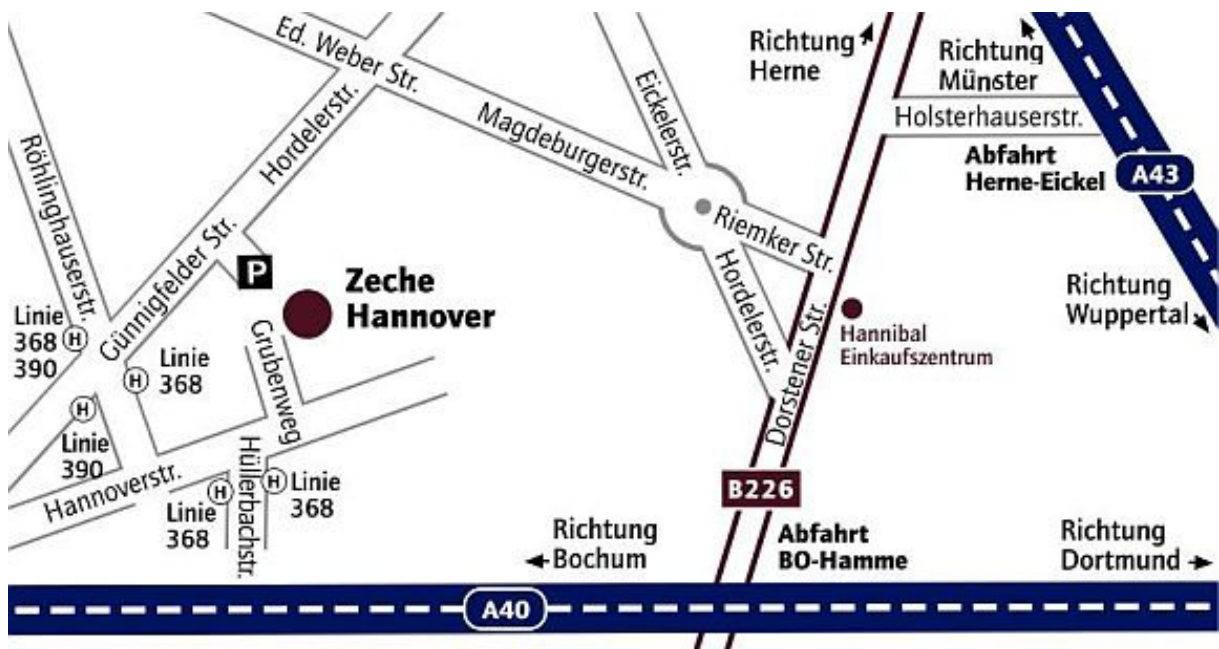 Ed. Weber Str.
Eickelerstr.
Richtung
Herne
Richtung
Münster
Holsterhauserstr.
Abfahrt
Herne-Eickel
A43
Röhlinghauserstr.
Hordelerstr.
Magdeburgerstr.
Riemker Str.
Günnigfelder Str.
P
Zeche
Hannover
Hordelerstr.
Dorstener Str.
Hannibal
Einkaufszentrum
Richtung
Wuppertal
Linie
368
390
H
H
Linie
368
Grubenweg
H
Linie
390
Hannoverstr.
Hüllerbachstr.
H
Linie
368
H
Linie
368
B226
Richtung
Bochum
Abfahrt
BO-Hamme
Richtung
Dortmund
A40